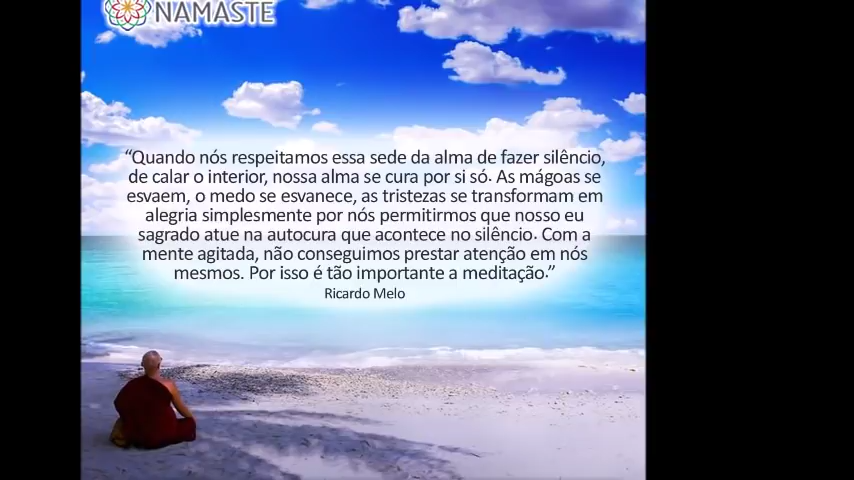 NAMASTE
“Quando nós respeitamos essa sede da alma de fazer silêncio,
de calar o interior, nossa alma se cura por si só. As mágoas se
esvaem, o medo se esvanece, as tristezas se transformam em
alegria simplesmente por nós permitirmos que nosso eu
sagrado atue na autocura que acontece no silêncio. Com a
mente agitada, não conseguimos prestar atenção em nós
mesmos. Por isso é tão importante a meditação.”
Ricardo Melo